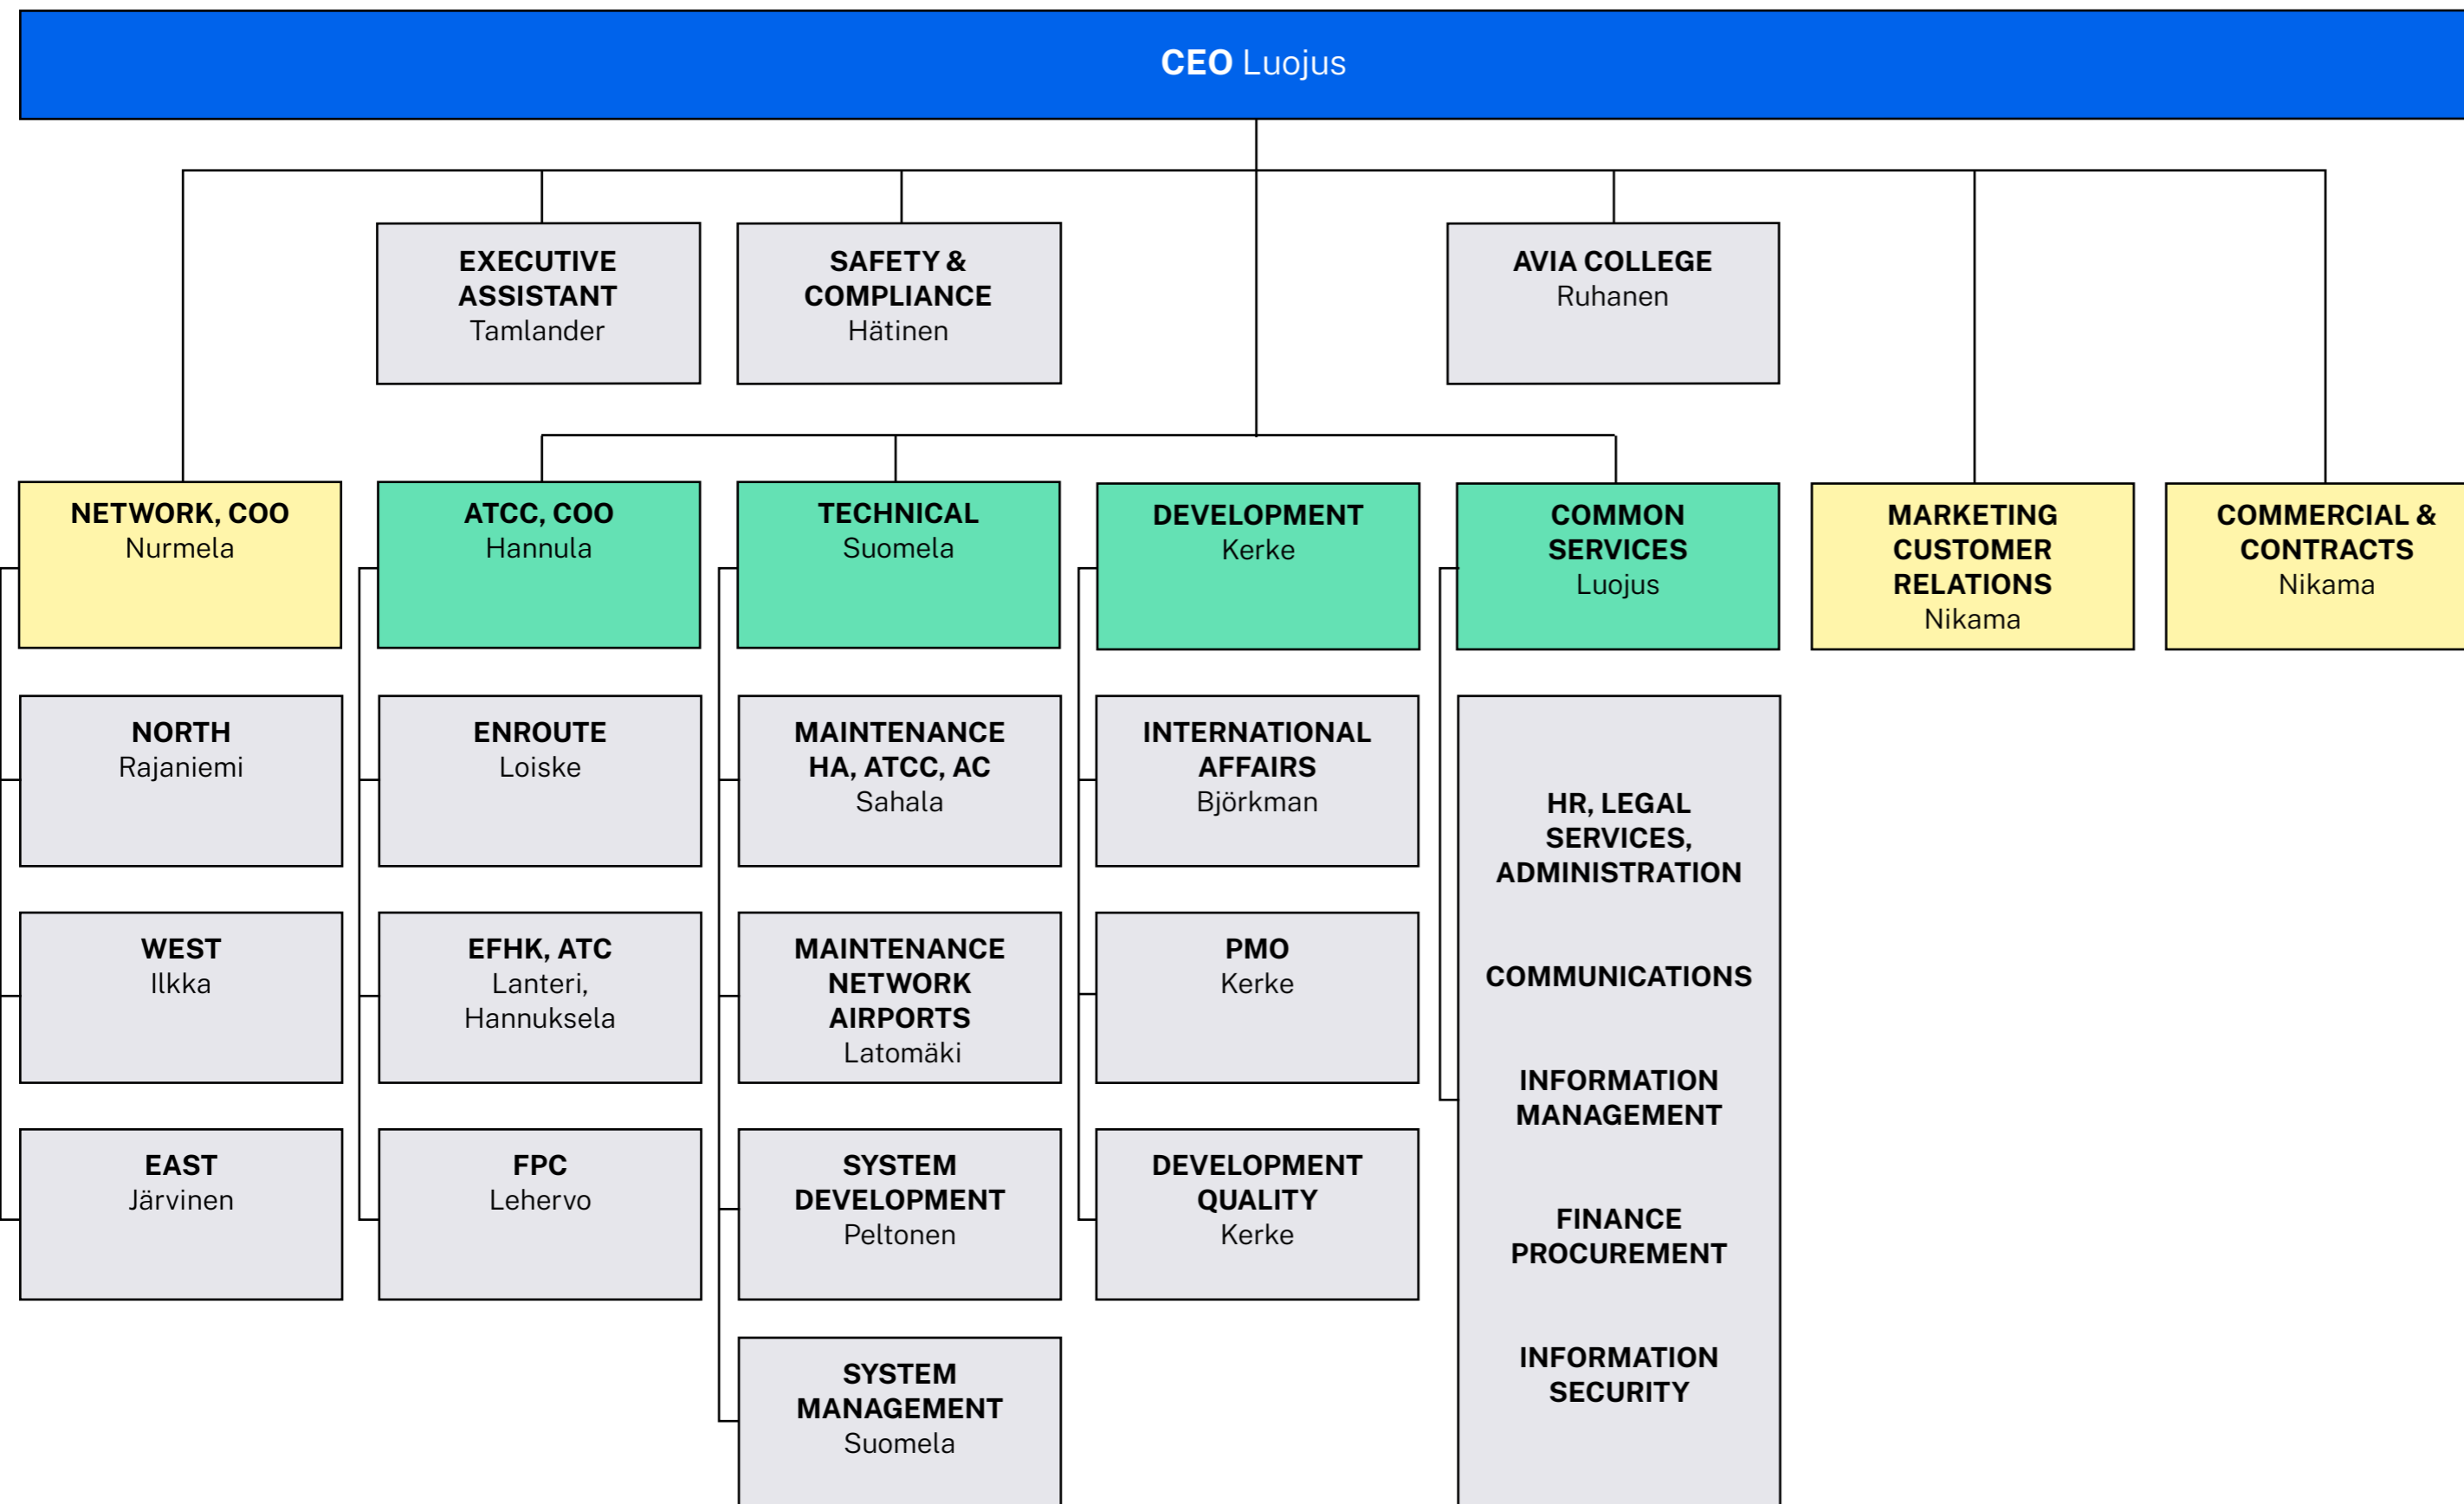 CEO Luojus
EXECUTIVE
ASSISTANT
Tamlander
SAFETY &
COMPLIANCE
Hätinen
AVIA COLLEGE
Ruhanen
NETWORK, COO
Nurmela
ATCC, COO
Hannula
TECHNICAL
Suomela
DEVELOPMENT
Kerke
COMMON
SERVICES
Luojus
MARKETING
CUSTOMER
RELATIONS
Nikama
COMMERCIAL &
CONTRACTS
Nikama
NORTH
Rajaniemi
WEST
Ilkka
EAST
Järvinen
ENROUTE
Loiske
EFHK, ATC
Lanteri,
Hannuksela
FPC
Lehervo
MAINTENANCE
HA, ATCC, AC
Sahala
MAINTENANCE
NETWORK
AIRPORTS
Latomäki
SYSTEM
DEVELOPMENT
Peltonen
SYSTEM
MANAGEMENT
Suomela
INTERNATIONAL
AFFAIRS
Björkman
PMO
Kerke
DEVELOPMENT
QUALITY
Kerke
HR, LEGAL
SERVICES,
ADMINISTRATION
COMMUNICATIONS
INFORMATION
MANAGEMENT
FINANCE
PROCUREMENT
INFORMATION
SECURITY